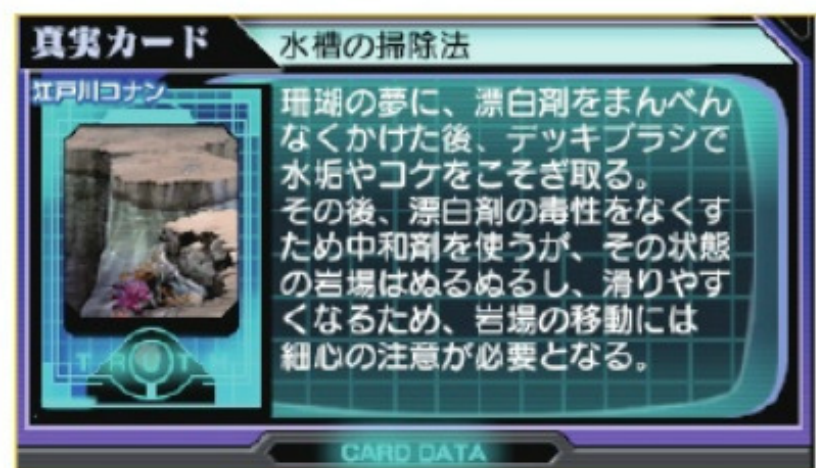 真実カード
水槽の掃除法
江戸川コナン
珊瑚の夢に、漂白剤をまんべん
なくかけた後、デッキブラシで
水垢やコケをこそぎ取る。
その後、漂白剤の毒性をなくす
ため中和剤を使うが、その状態
の岩場はぬるぬるし、滑りやす
くなるため、岩場の移動には
細心の注意が必要となる。
TRUTH
CARD DATA